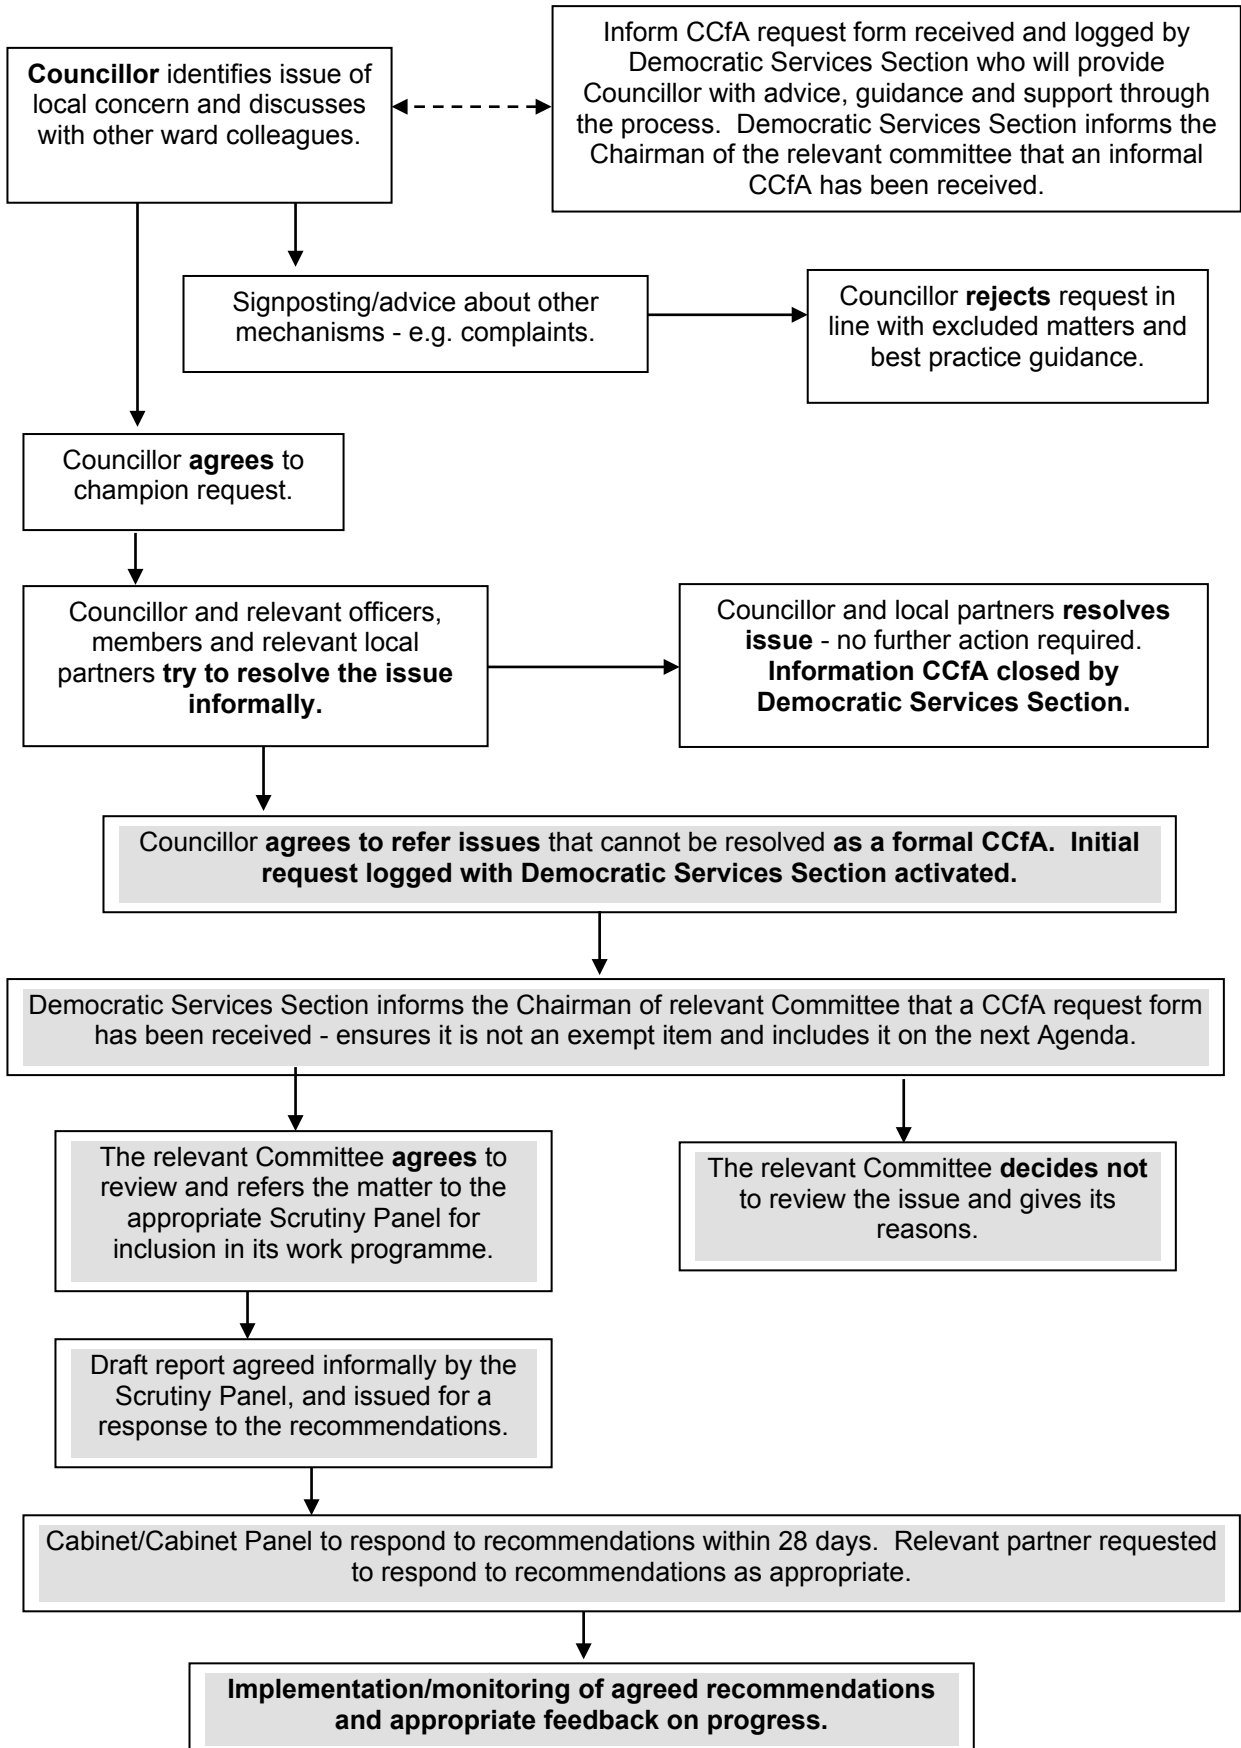 Councillor identifies issue of
local concern and discusses
with other ward colleagues.
Inform CCfA request form received and logged by
Democratic Services Section who will provide
Councillor with advice, guidance and support through
the process.  Democratic Services Section informs the
Chairman of the relevant committee that an informal
CCfA has been received.
Signposting/advice about other
mechanisms - e.g. complaints.
Councillor rejects request in
line with excluded matters and
best practice guidance.
Councillor agrees to
champion request.
Councillor and relevant officers,
members and relevant local
partners try to resolve the issue
informally.
Councillor and local partners resolves
issue - no further action required.
Information CCfA closed by
Democratic Services Section.
Councillor agrees to refer issues that cannot be resolved as a formal CCfA.  Initial
request logged with Democratic Services Section activated.
Democratic Services Section informs the Chairman of relevant Committee that a CCfA request form
has been received - ensures it is not an exempt item and includes it on the next Agenda.
The relevant Committee agrees to
review and refers the matter to the
appropriate Scrutiny Panel for
inclusion in its work programme.
The relevant Committee decides not
to review the issue and gives its
reasons.
Draft report agreed informally by the
Scrutiny Panel, and issued for a
response to the recommendations.
Cabinet/Cabinet Panel to respond to recommendations within 28 days.  Relevant partner requested
to respond to recommendations as appropriate.
Implementation/monitoring of agreed recommendations
and appropriate feedback on progress.